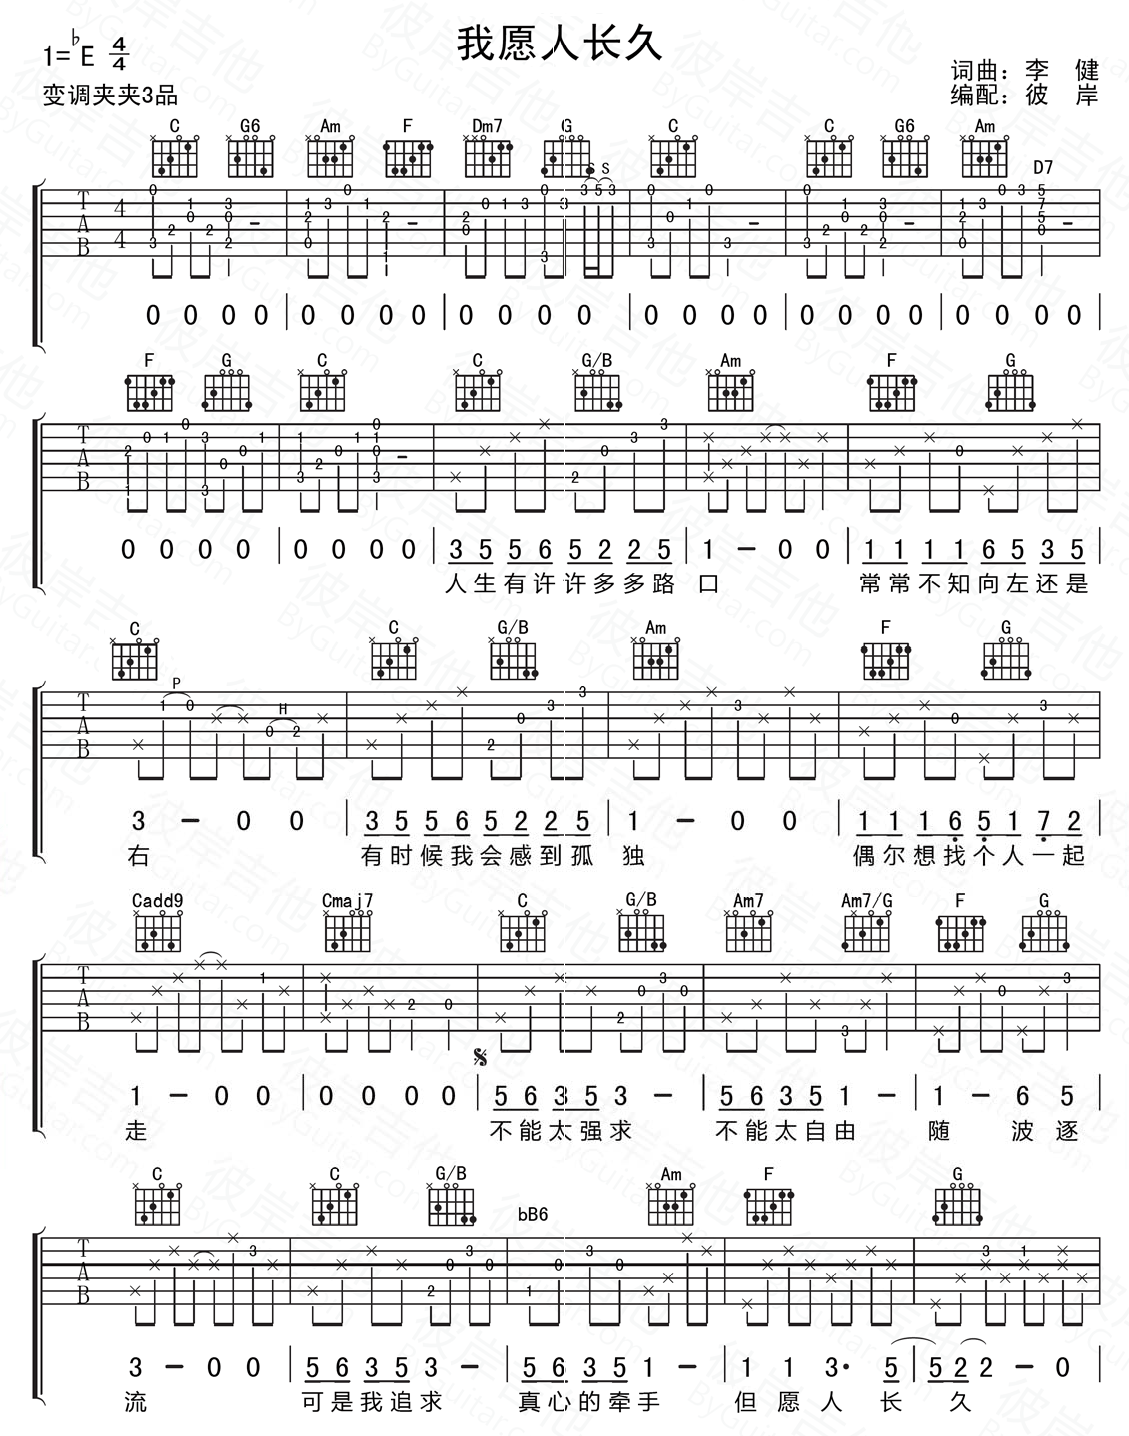 我愿人长久
1=♭E 4/4
词曲：李 健
变调夹夹3品
编配：彼 岸
C G6 Am F Dm7 G C C G6 Am D7
S S
0 0 0 0 | 0 0 0 0 | 0 0 0 0 | 0 0 0 0 | 0 0 0 0 | 0 0 0 0 |
F G C C G/B Am F G
0 0 0 0 | 0 0 0 0 | 3 5 5 6 5 2 2 5 | 1 － 0 0 | 1 1 1 1 6 5 3 5
人生有许许多多路 口 常常不知向左还是
C C G/B Am F G
P H
3 － 0 0 | 3 5 5 6 5 2 2 5 | 1 － 0 0 | 1 1 1 6 5 1 7 2 |
右 有时候我会感到孤 独 偶尔想找个人一起
Cadd9 Cmaj7 C G/B Am7 Am7/G F G
1 － 0 0 | 0 0 0 0 | 5 6 3 5 3 － | 5 6 3 5 1 － | 1 － 6 5 |
走 不能太强求 不能太自由 随 波逐
C C G/B bB6 Am F G
3 － 0 0 | 5 6 3 5 3 － | 5 6 3 5 1 － | 1 1 3· 5 | 5 2 2 － 0 |
流 可是我追求 真心的牵手 但愿人 长 久